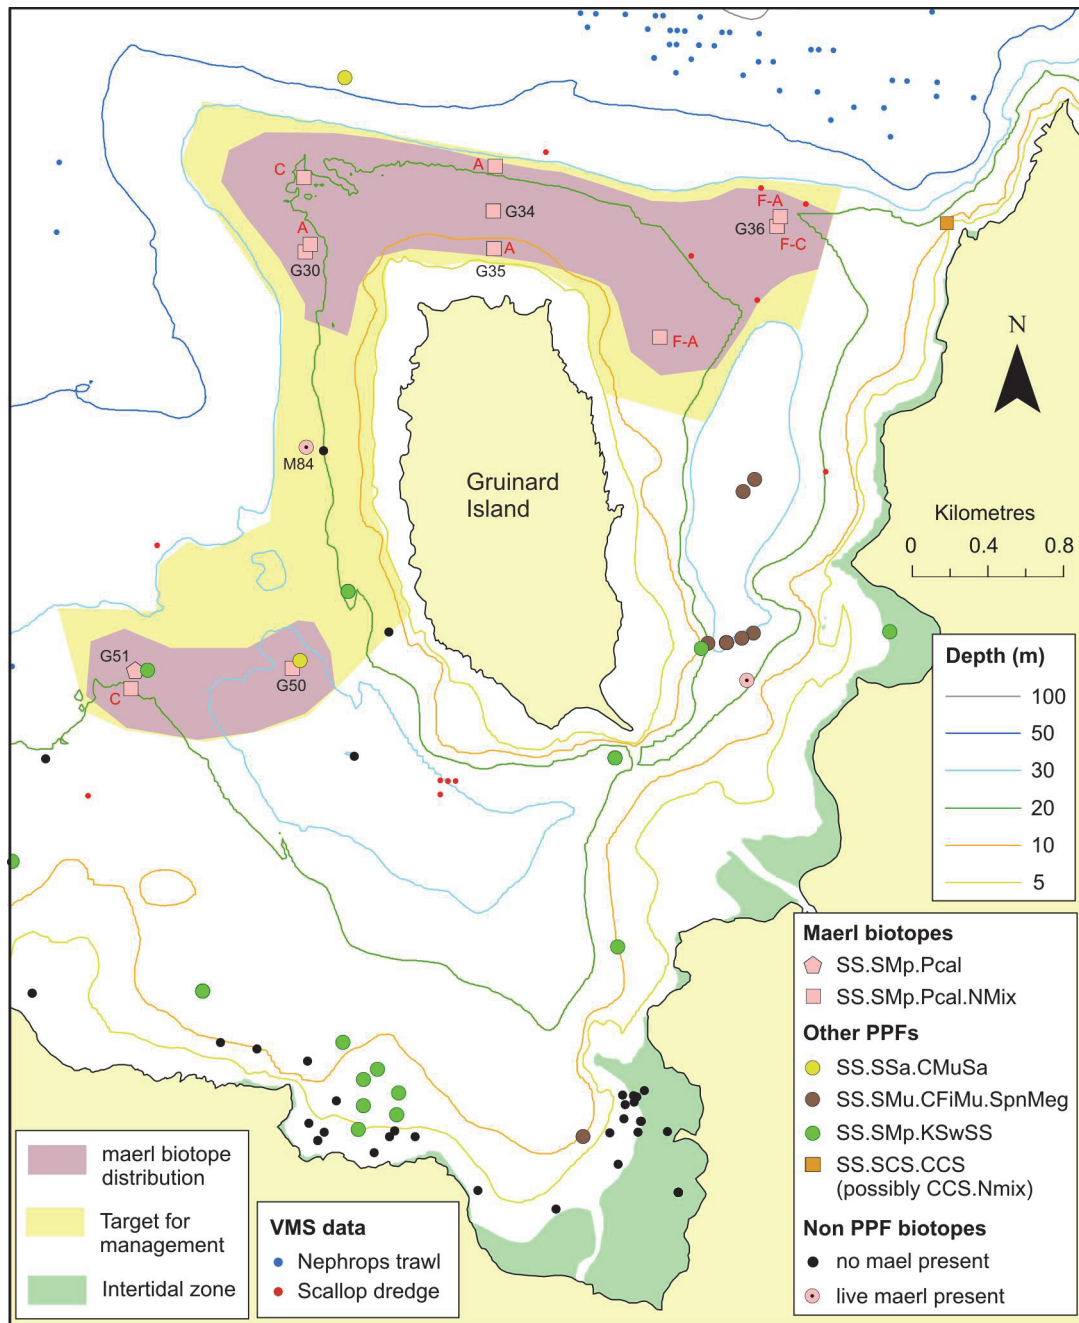 C
A
G34
F-A
G36
F-C
A
G30
A
G35
F-A
N
M84
Gruinard
Island
Kilometres
0 0.4 0.8
G51
C
G50
Depth (m)
100
50
30
20
10
5
Maerl biotopes
SS.SMp.Pcal
SS.SMp.Pcal.NMix
Other PPFs
SS.SSa.CMuSa
SS.SMu.CFiMu.SpnMeg
SS.SMp.KSwSS
SS.SCS.CCS
(possibly CCS.Nmix)
Non PPF biotopes
no mael present
live maerl present
maerl biotope
distribution
Target for
management
Intertidal zone
VMS data
Nephrops trawl
Scallop dredge